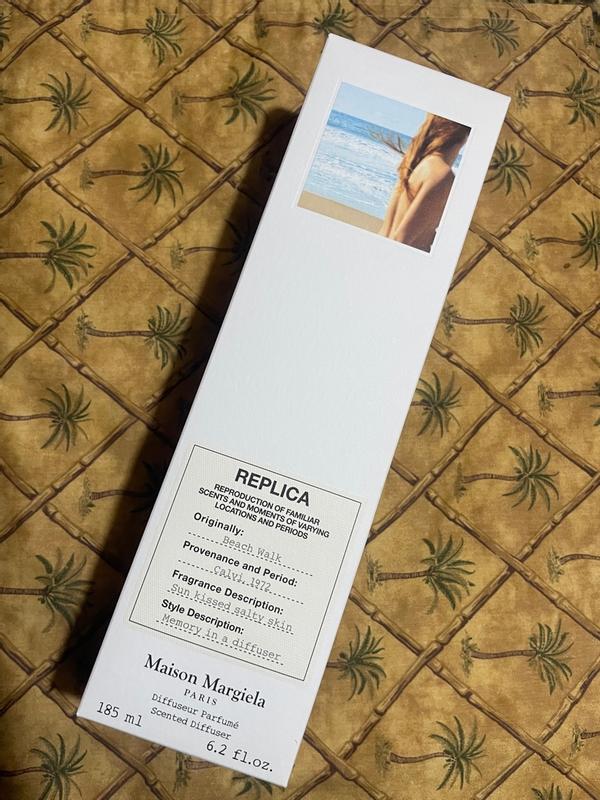 REPLICA
REPRODUCTION OF FAMILIAR
SCENTS AND MOMENTS OF VARYING
LOCATIONS AND PERIODS
Originally:
Beach Walk
Provenance and Period:
Calvi, 1972
Fragrance Description:
Sun kissed salty skin
Style Description:
Memory in a diffuser
Maison Margiela
PARIS
Diffuseur Parfumé
Scented Diffuser
185 ml 6.2 fl.oz.